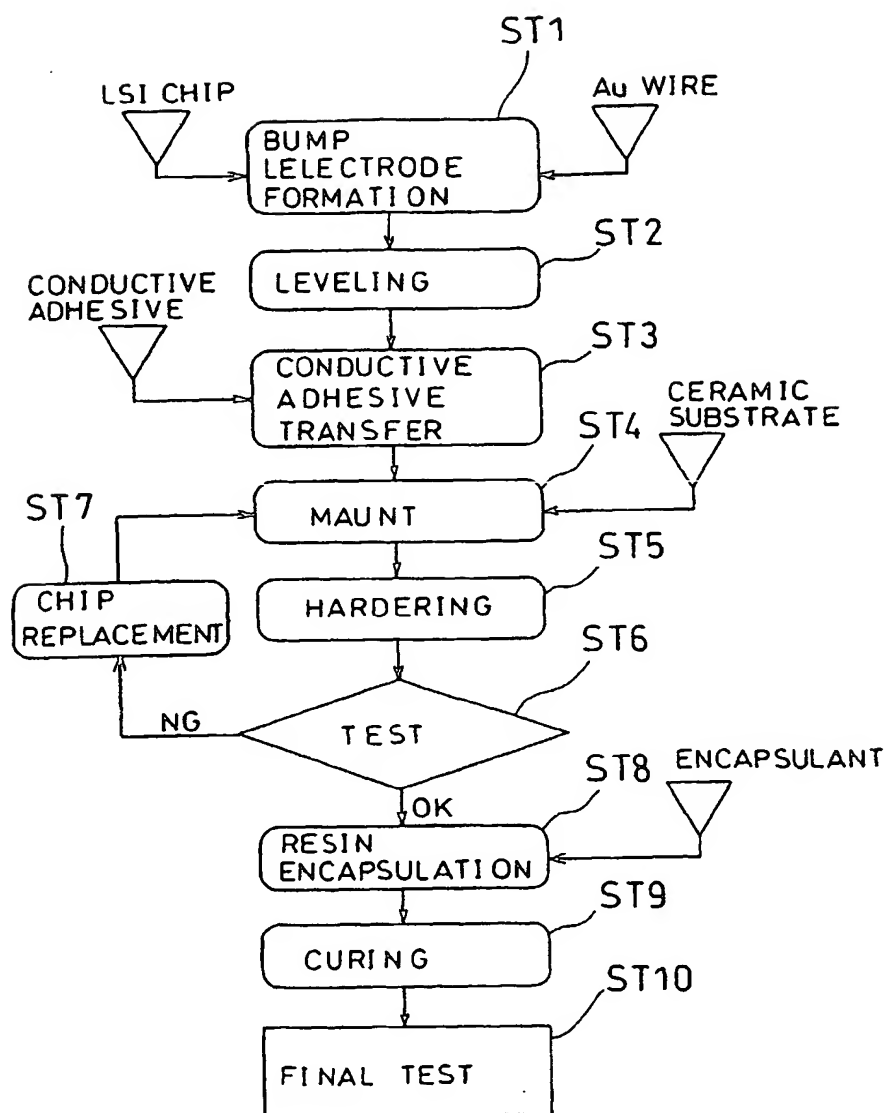 ST1
LSI CHIP
Au WIRE
BUMP
LELECTRODE
FORMATION
ST2
LEVELING
CONDUCTIVE
ADHESIVE
ST3
CONDUCTIVE
ADHESIVE
TRANSFER
CERAMIC
SUBSTRATE
ST4
MAUNT
ST7
CHIP
REPLACEMENT
ST5
HARDERING
ST6
TEST
NG
OK
ST8
ENCAPSULANT
RESIN
ENCAPSULATION
ST9
CURING
ST10
FINAL TEST